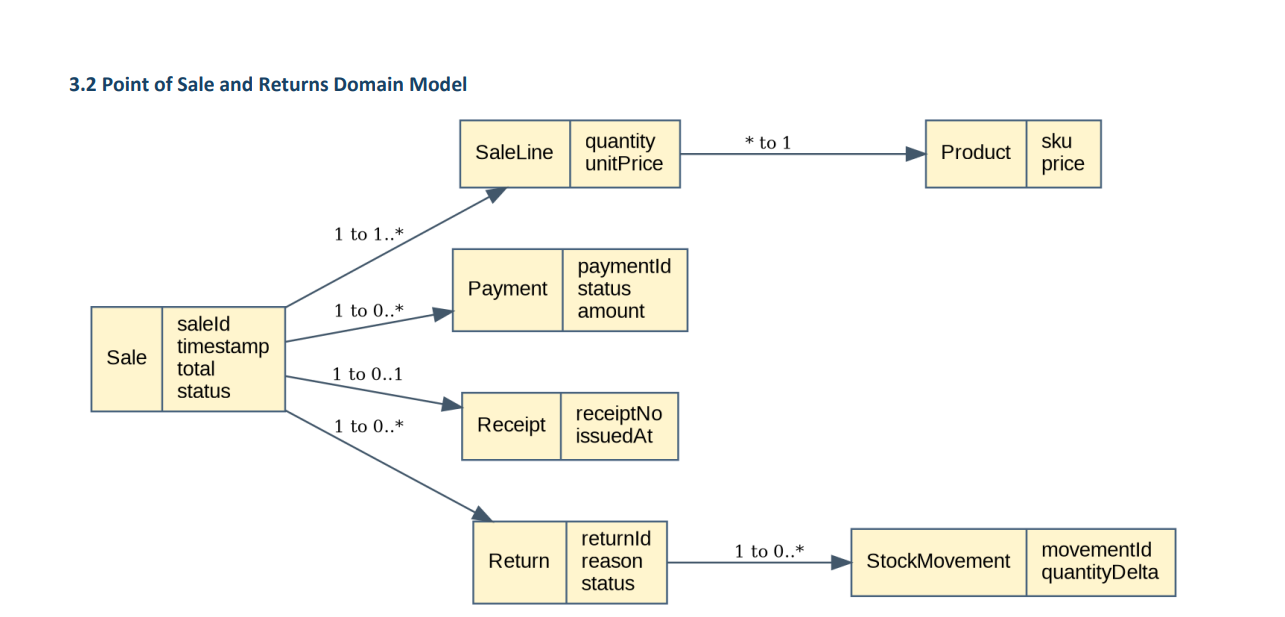 3.2 Point of Sale and Returns Domain Model
SaleLine
quantity
unitPrice
* to 1
Product
sku
price
1 to 1..*
Payment
paymentId
status
amount
1 to 0..*
Sale
saleId
timestamp
total
status
1 to 0..1
Receipt
receiptNo
issuedAt
1 to 0..*
Return
returnId
reason
status
1 to 0..*
StockMovement
movementId
quantityDelta